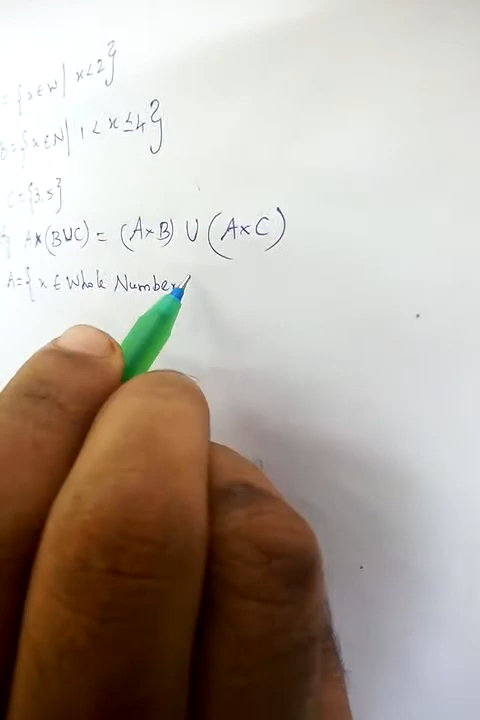 = {x ∈ W | x < 2}
B = {x ∈ N | 1 < x ≤ 4}
C = {3.5}
A×(B∪C) = (A×B) ∪ (A×C)
A = { x ∈ Whole Number